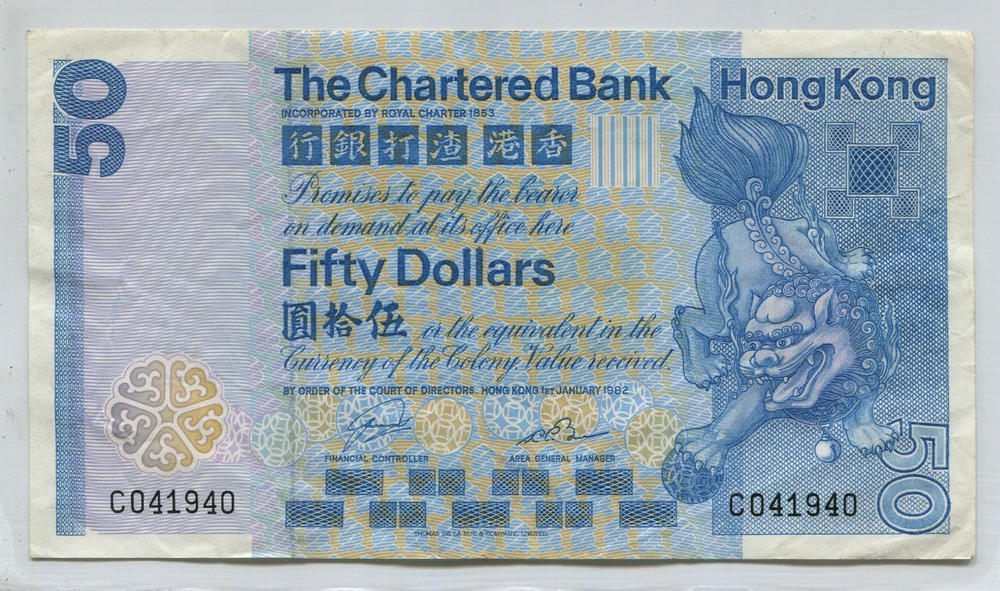 50
The Chartered Bank
Hong Kong
INCORPORATED BY ROYAL CHARTER 1853
行銀打渣港香
Promises to pay the bearer
on demand at its office here
Fifty Dollars
圓拾伍 or the equivalent in the
Currency of the Colony, Value received.
BY ORDER OF THE COURT OF DIRECTORS. HONG KONG 1ST JANUARY 1982
FINANCIAL CONTROLLER
AREA GENERAL MANAGER
C041940
C041940
50
THOMAS DE LA RUE & COMPANY, LIMITED.